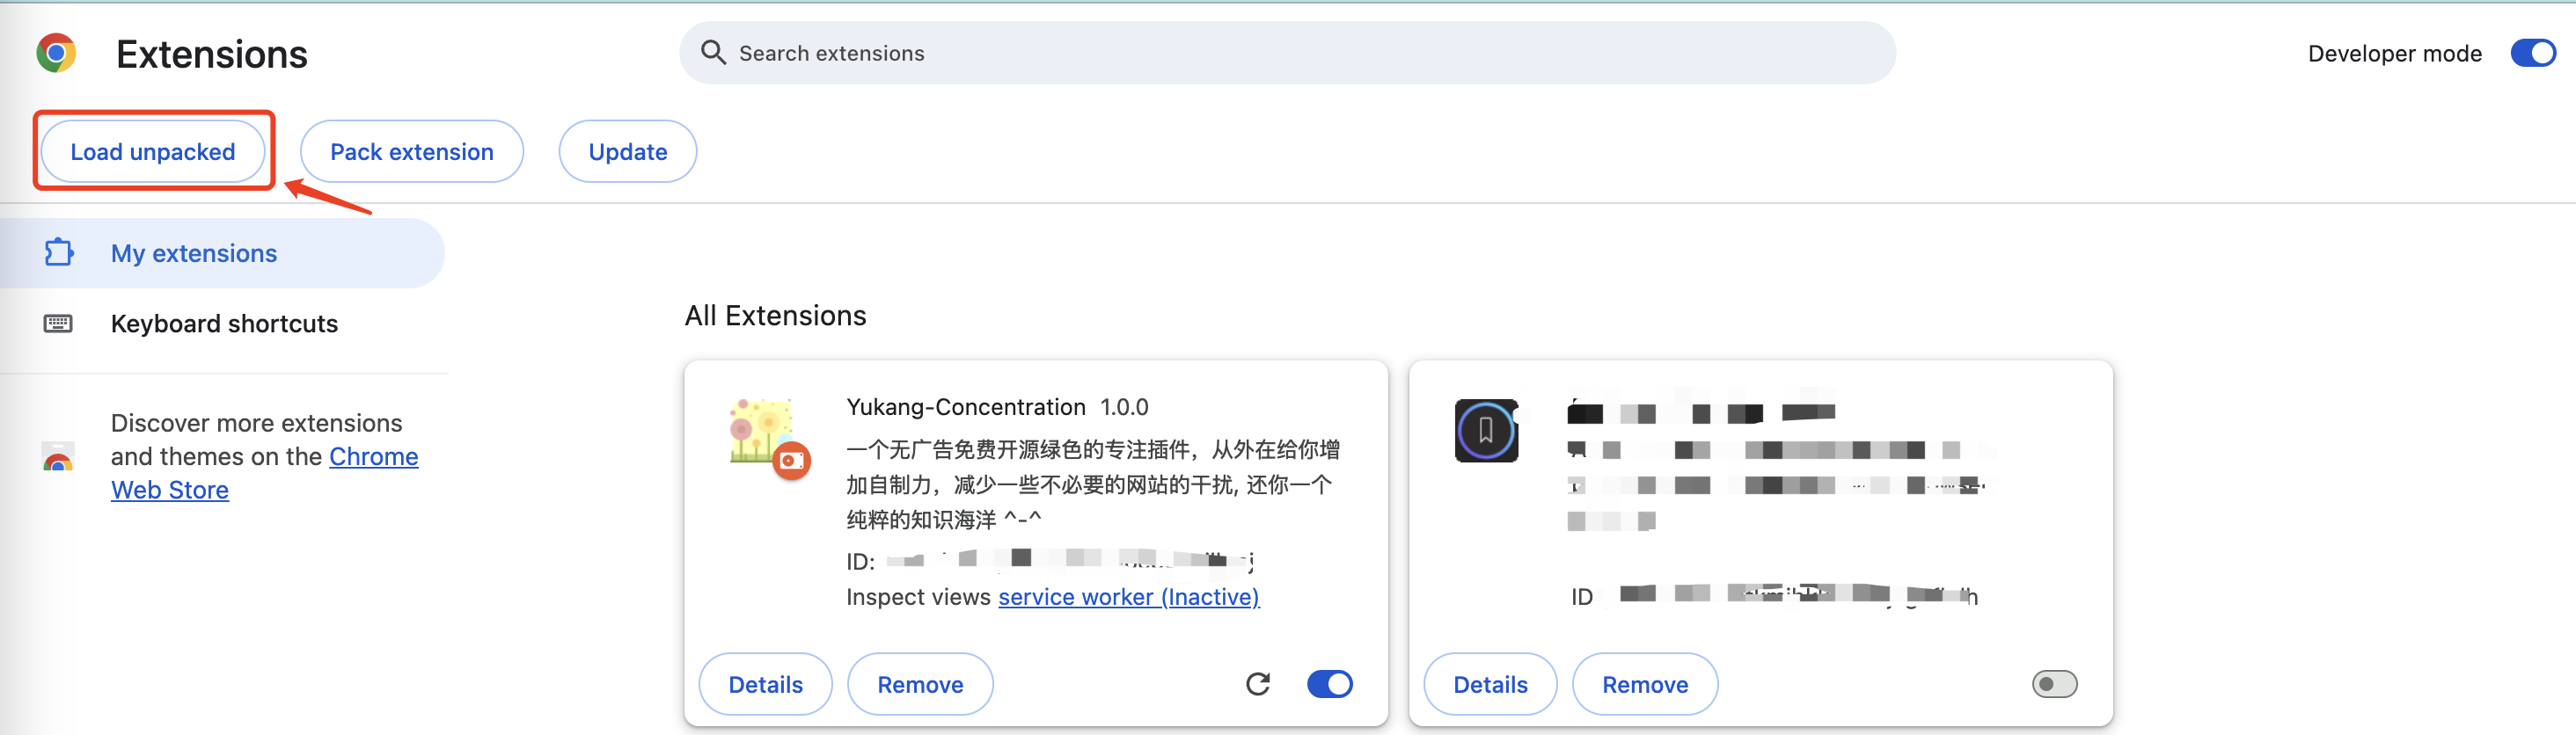 Extensions
Search extensions
Developer mode
Load unpacked
Pack extension
Update
My extensions
Keyboard shortcuts
Discover more extensions
and themes on the Chrome
Web Store
All Extensions
Yukang-Concentration 1.0.0
一个无广告免费开源绿色的专注插件，从外在给你增
加自制力，减少一些不必要的网站的干扰, 还你一个
纯粹的知识海洋 ^-^
ID:
Inspect views service worker (Inactive)
Details
Remove
ID
Details
Remove